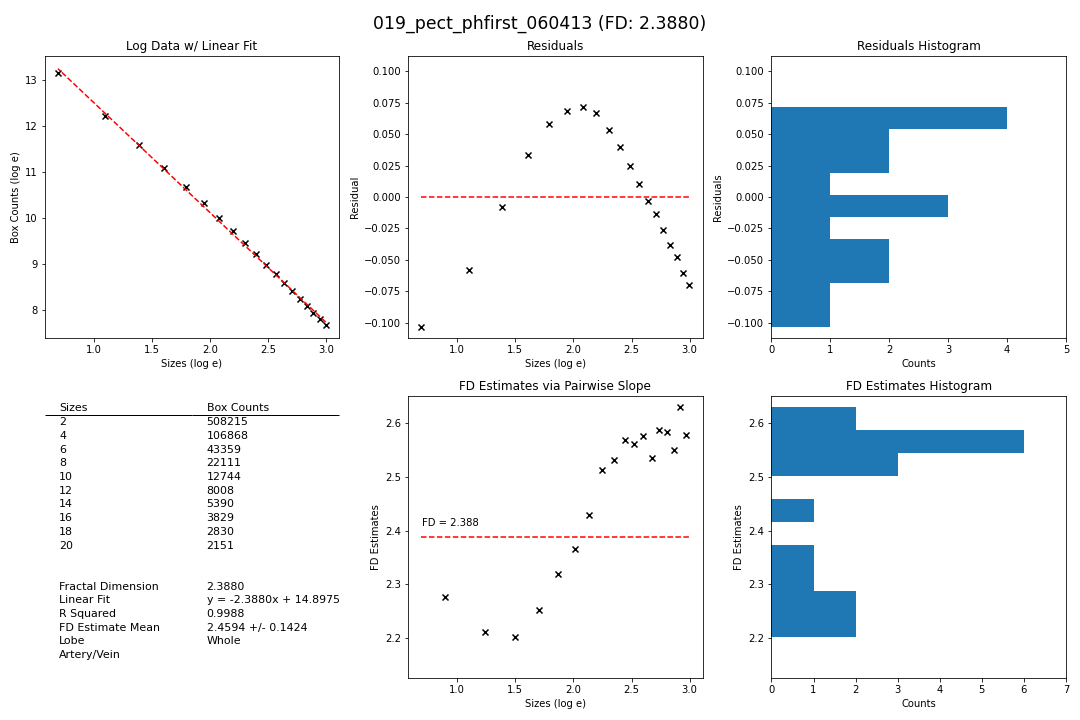 019_pect_phfirst_060413 (FD: 2.3880)
Log Data w/ Linear Fit
13
12
11
10
9
8
Box Counts (log e)
1.0 1.5 2.0 2.5 3.0
Sizes (log e)
Residuals
0.100
0.075
0.050
0.025
0.000
−0.025
−0.050
−0.075
−0.100
Residual
1.0 1.5 2.0 2.5 3.0
Sizes (log e)
Residuals Histogram
0.100
0.075
0.050
0.025
0.000
−0.025
−0.050
−0.075
−0.100
Residuals
0 1 2 3 4 5
Counts
Sizes Box Counts
2 508215
4 106868
6 43359
8 22111
10 12744
12 8008
14 5390
16 3829
18 2830
20 2151
Fractal Dimension 2.3880
Linear Fit y = -2.3880x + 14.8975
R Squared 0.9988
FD Estimate Mean 2.4594 +/- 0.1424
Lobe Whole
Artery/Vein
FD Estimates via Pairwise Slope
2.6
2.5
2.4
2.3
2.2
FD Estimates
FD = 2.388
1.0 1.5 2.0 2.5 3.0
Sizes (log e)
FD Estimates Histogram
2.6
2.5
2.4
2.3
2.2
FD Estimates
0 1 2 3 4 5 6 7
Counts